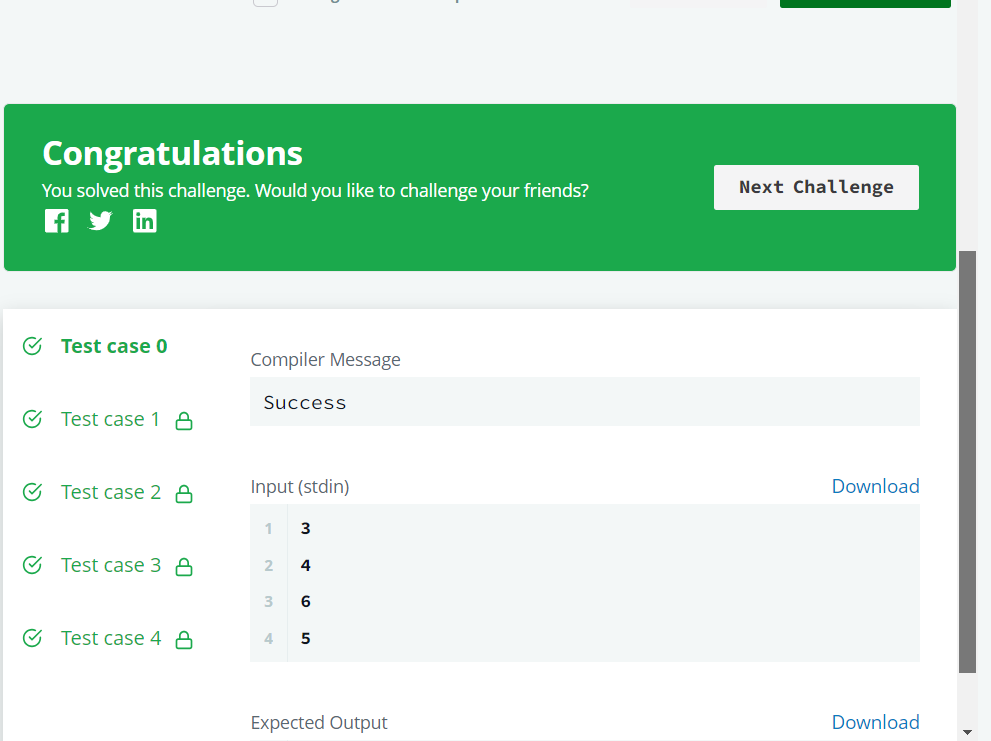 Congratulations
You solved this challenge. Would you like to challenge your friends?
Next Challenge
Test case 0
Test case 1
Test case 2
Test case 3
Test case 4
Compiler Message
Success
Input (stdin)
Download
1 3
2 4
3 6
4 5
Expected Output
Download